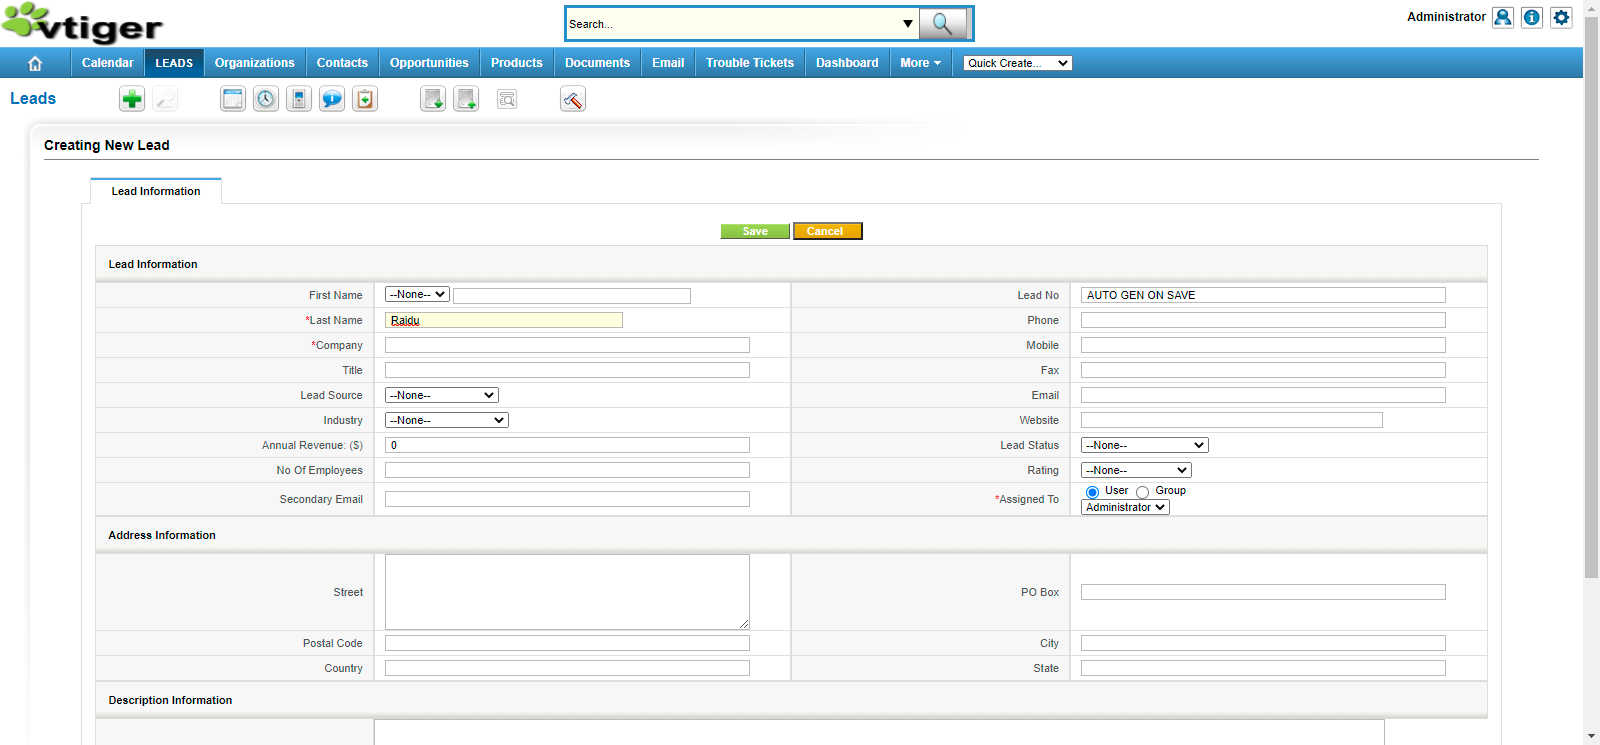 vtiger
Search...
Administrator
Calendar LEADS Organizations Contacts Opportunities Products Documents Email Trouble Tickets Dashboard More Quick Create...
Leads
Creating New Lead
Lead Information
Save Cancel
Lead Information
First Name --None-- Lead No AUTO GEN ON SAVE
*Last Name Raidu Phone
*Company Mobile
Title Fax
Lead Source --None-- Email
Industry --None-- Website
Annual Revenue: ($) 0 Lead Status --None--
No Of Employees Rating --None--
Secondary Email *Assigned To User Group
Administrator
Address Information
Street PO Box
Postal Code City
Country State
Description Information